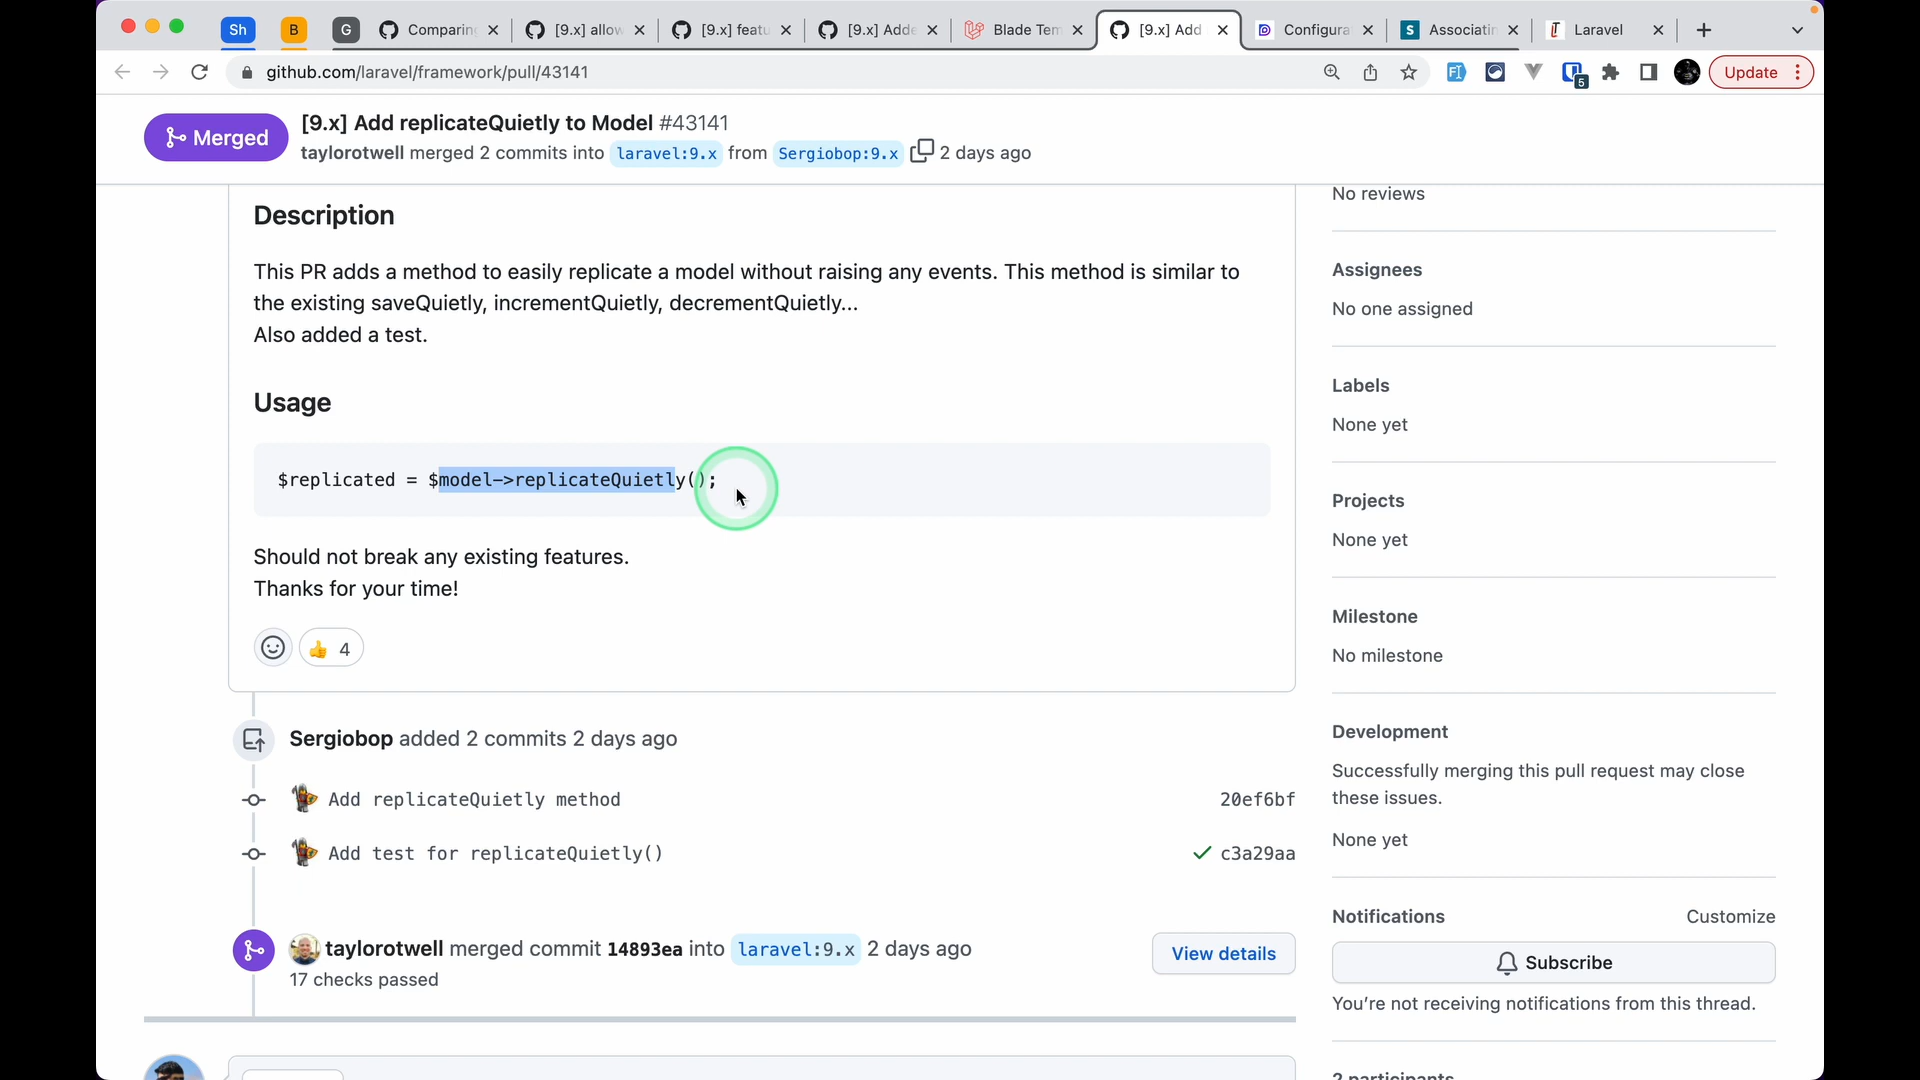 Sh
B
G
Comparin
[9.x] allow
[9.x] featu
[9.x] Adde
Blade Tem
[9.x] Add
Configura
Associatin
Laravel
github.com/laravel/framework/pull/43141
5
Update
Merged
[9.x] Add replicateQuietly to Model #43141
taylorotwell merged 2 commits into laravel:9.x from Sergiobop:9.x 2 days ago
Description
This PR adds a method to easily replicate a model without raising any events. This method is similar to
the existing saveQuietly, incrementQuietly, decrementQuietly...
Also added a test.
Usage
$replicated = $model->replicateQuietly();
Should not break any existing features.
Thanks for your time!
👍 4
Sergiobop added 2 commits 2 days ago
Add replicateQuietly method 20ef6bf
Add test for replicateQuietly() c3a29aa
taylorotwell merged commit 14893ea into laravel:9.x 2 days ago
View details
17 checks passed
No reviews
Assignees
No one assigned
Labels
None yet
Projects
None yet
Milestone
No milestone
Development
Successfully merging this pull request may close
these issues.
None yet
Notifications
Customize
Subscribe
You're not receiving notifications from this thread.
2 participants